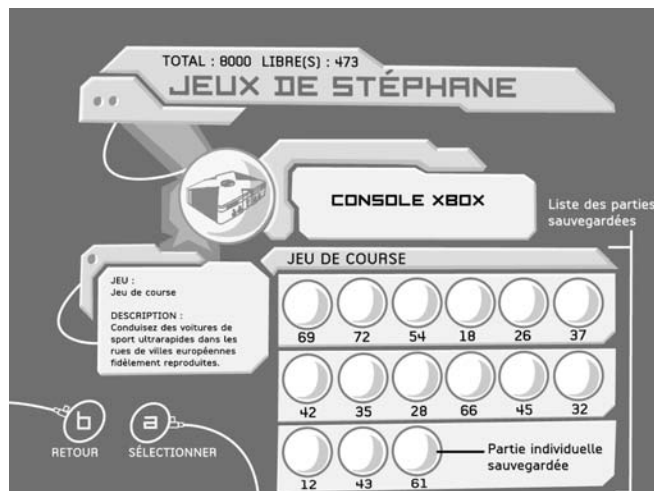 TOTAL : 8000 LIBRE(S) : 473
JEUX DE STÉPHANE
CONSOLE XBOX
Liste des parties
sauvegardées
JEU DE COURSE
JEU :
Jeu de course
DESCRIPTION :
Conduisez des voitures de
sport ultrarapides dans les
rues de villes européennes
fidèlement reproduites.
69 72 54 18 26 37
42 35 28 66 45 32
12 43 61
Partie individuelle
sauvegardée
b a
RETOUR SÉLECTIONNER